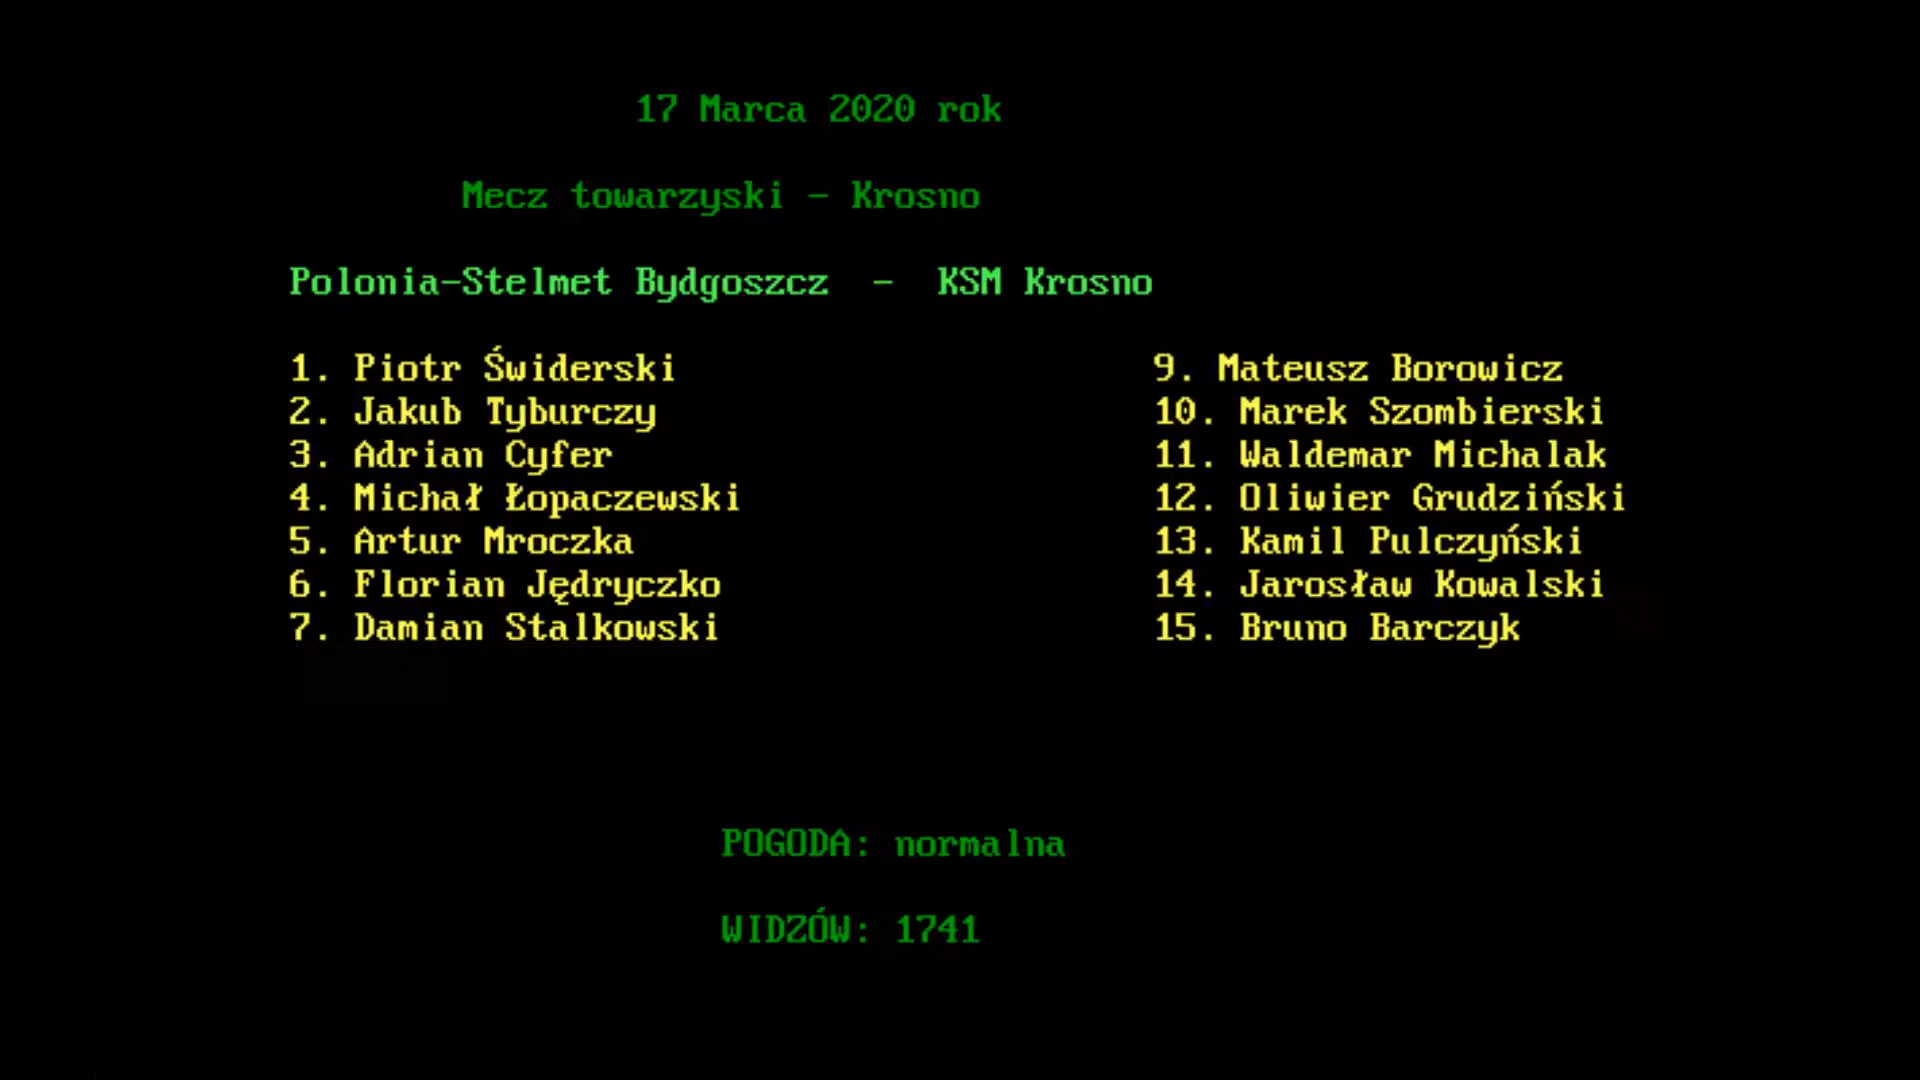 17 Marca 2020 rok
Mecz towarzyski - Krosno
Polonia-Stelmet Bydgoszcz - KSM Krosno
1. Piotr Świderski
2. Jakub Tyburczy
3. Adrian Cyfer
4. Michał Łopaczewski
5. Artur Mroczka
6. Florian Jędryczko
7. Damian Stalkowski
9. Mateusz Borowicz
10. Marek Szombierski
11. Waldemar Michalak
12. Oliwier Grudziński
13. Kamil Pulczyński
14. Jarosław Kowalski
15. Bruno Barczyk
POGODA: normalna
WIDZÓW: 1741